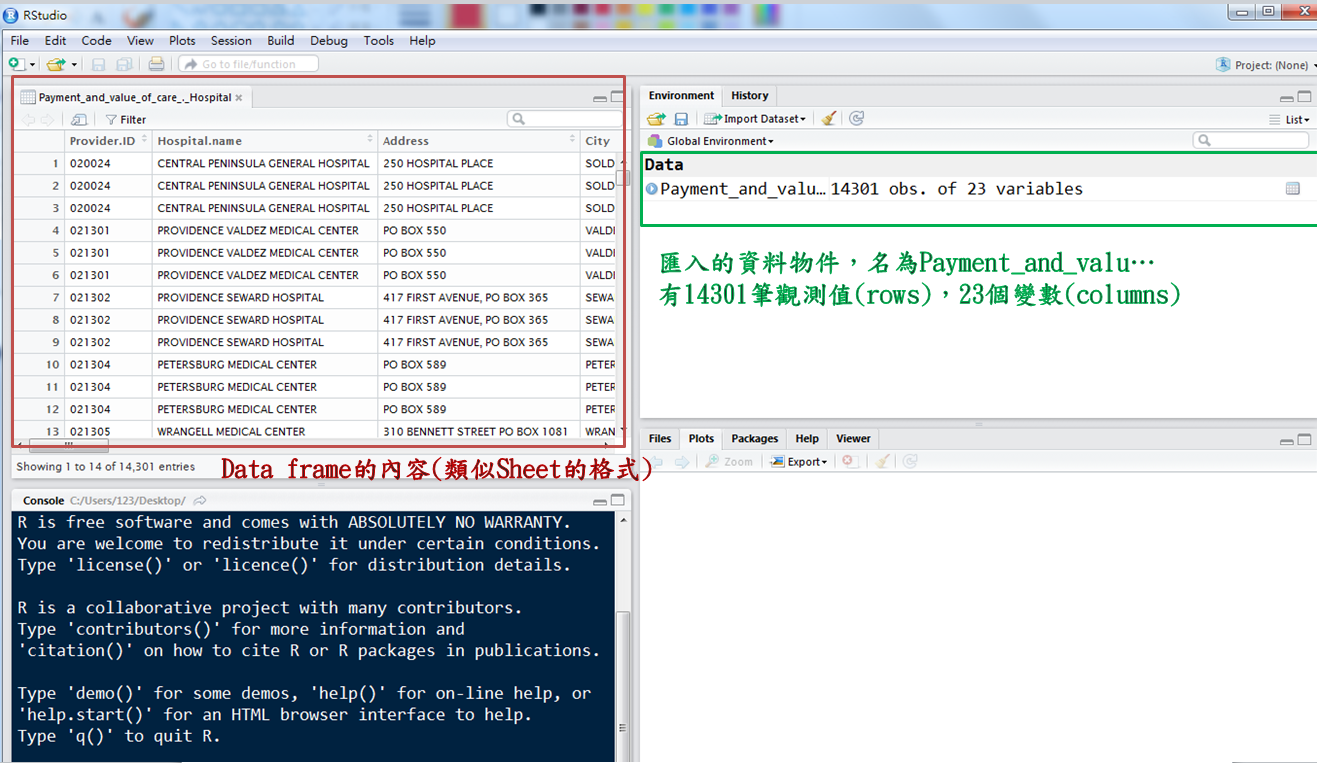 RStudio
File Edit Code View Plots Session Build Debug Tools Help
Go to file/function
Project: (None)
Payment_and_value_of_care_._Hospital
Filter
Provider.ID Hospital.name Address City
1 020024 CENTRAL PENINSULA GENERAL HOSPITAL 250 HOSPITAL PLACE SOLD
2 020024 CENTRAL PENINSULA GENERAL HOSPITAL 250 HOSPITAL PLACE SOLD
3 020024 CENTRAL PENINSULA GENERAL HOSPITAL 250 HOSPITAL PLACE SOLD
4 021301 PROVIDENCE VALDEZ MEDICAL CENTER PO BOX 550 VALDI
5 021301 PROVIDENCE VALDEZ MEDICAL CENTER PO BOX 550 VALDI
6 021301 PROVIDENCE VALDEZ MEDICAL CENTER PO BOX 550 VALDI
7 021302 PROVIDENCE SEWARD HOSPITAL 417 FIRST AVENUE, PO BOX 365 SEWA
8 021302 PROVIDENCE SEWARD HOSPITAL 417 FIRST AVENUE, PO BOX 365 SEWA
9 021302 PROVIDENCE SEWARD HOSPITAL 417 FIRST AVENUE, PO BOX 365 SEWA
10 021304 PETERSBURG MEDICAL CENTER PO BOX 589 PETER
11 021304 PETERSBURG MEDICAL CENTER PO BOX 589 PETER
12 021304 PETERSBURG MEDICAL CENTER PO BOX 589 PETER
13 021305 WRANGELL MEDICAL CENTER 310 BENNETT STREET PO BOX 1081 WRAN
Showing 1 to 14 of 14,301 entries
Data frame的內容(類似Sheet的格式)
Console C:/Users/123/Desktop/
R is free software and comes with ABSOLUTELY NO WARRANTY.
You are welcome to redistribute it under certain conditions.
Type 'license()' or 'licence()' for distribution details.
R is a collaborative project with many contributors.
Type 'contributors()' for more information and
'citation()' on how to cite R or R packages in publications.
Type 'demo()' for some demos, 'help()' for on-line help, or
'help.start()' for an HTML browser interface to help.
Type 'q()' to quit R.
Environment History
Import Dataset
List
Global Environment
Data
Payment_and_valu… 14301 obs. of 23 variables
匯入的資料物件，名為Payment_and_valu…
有14301筆觀測值(rows)，23個變數(columns)
Files Plots Packages Help Viewer
Zoom Export